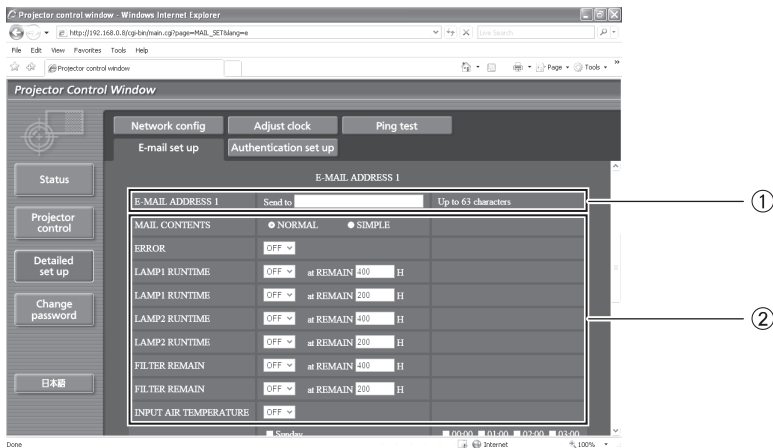 Projector control window - Windows Internet Explorer
http://192.168.0.8/cgi-bin/main.cgi?page=MAIL_SET&lang=e
Live Search
File Edit View Favorites Tools Help
Projector control window
Page Tools
Projector Control Window
Network config Adjust clock Ping test
E-mail set up Authentication set up
Status
Projector control
Detailed set up
Change password
日本語
E-MAIL ADDRESS 1
E-MAIL ADDRESS 1 Send to Up to 63 characters
MAIL CONTENTS NORMAL SIMPLE
ERROR OFF
LAMP1 RUNTIME OFF at REMAIN 400 H
LAMP1 RUNTIME OFF at REMAIN 200 H
LAMP2 RUNTIME OFF at REMAIN 400 H
LAMP2 RUNTIME OFF at REMAIN 200 H
FILTER REMAIN OFF at REMAIN 400 H
FILTER REMAIN OFF at REMAIN 200 H
INPUT AIR TEMPERATURE OFF
Sunday 00:00 01:00 02:00 03:00
Done Internet 100%
①
②